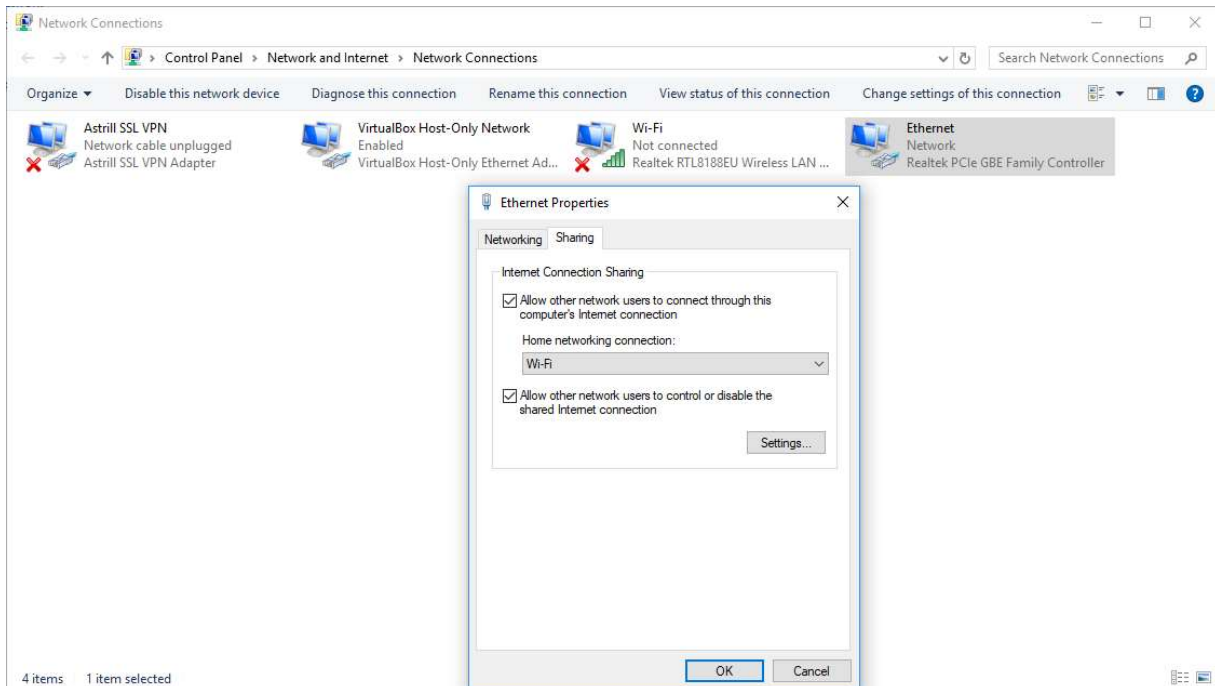 Network Connections
Control Panel > Network and Internet > Network Connections
Search Network Connections
Organize
Disable this network device
Diagnose this connection
Rename this connection
View status of this connection
Change settings of this connection
Astrill SSL VPN
Network cable unplugged
Astrill SSL VPN Adapter
VirtualBox Host-Only Network
Enabled
VirtualBox Host-Only Ethernet Ad...
Wi-Fi
Not connected
Realtek RTL8188EU Wireless LAN ...
Ethernet
Network
Realtek PCIe GBE Family Controller
Ethernet Properties
Networking
Sharing
Internet Connection Sharing
Allow other network users to connect through this
computer's Internet connection
Home networking connection:
Wi-Fi
Allow other network users to control or disable the
shared Internet connection
Settings...
OK
Cancel
4 items
1 item selected